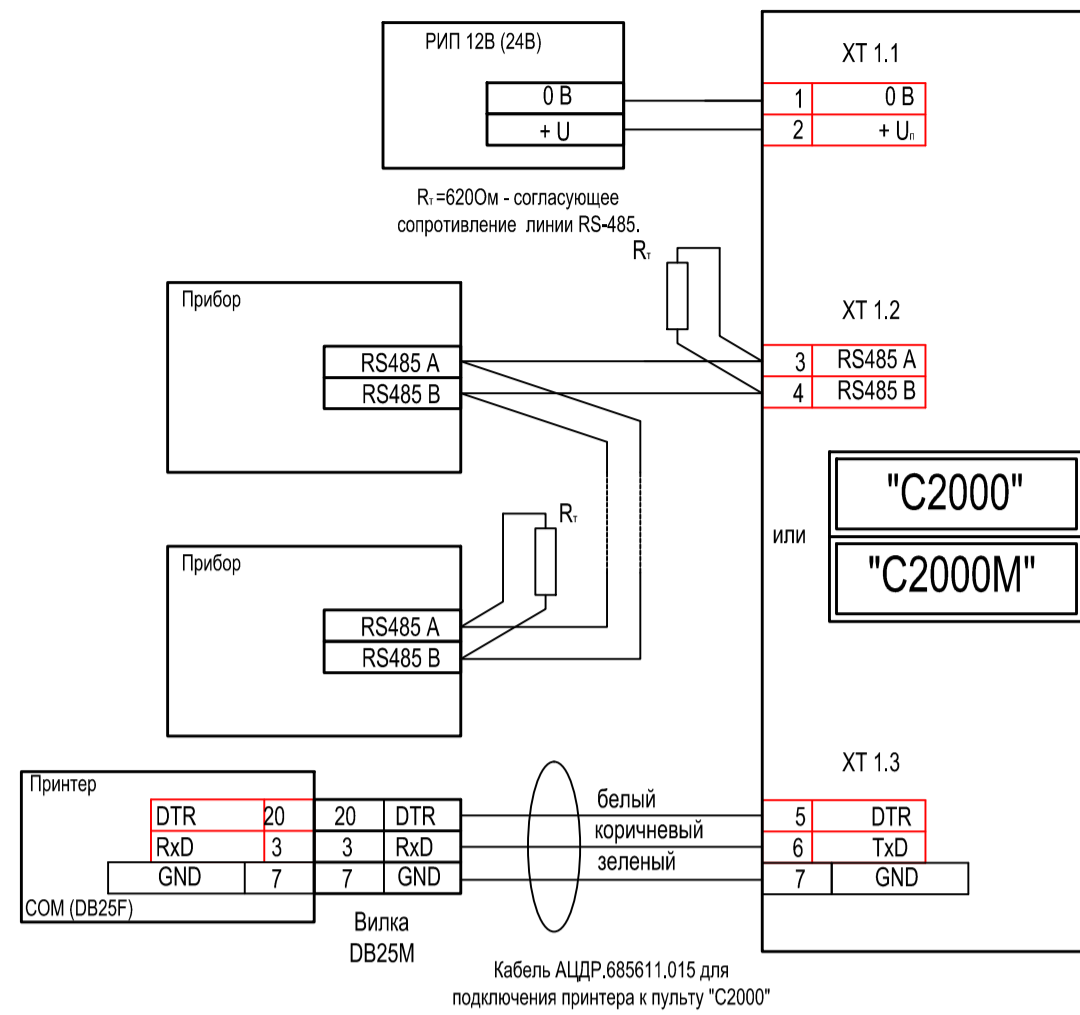 РИП 12В (24В)
0 В
+ U
XT 1.1
1 0 В
2 + Uп
Rт =620Ом - согласующее
сопротивление линии RS-485.
Rт
Прибор
RS485 A
RS485 B
XT 1.2
3 RS485 A
4 RS485 B
или
"С2000"
"С2000М"
Rт
Прибор
RS485 A
RS485 B
XT 1.3
Принтер
DTR 20 20 DTR
RxD 3 3 RxD
GND 7 7 GND
COM (DB25F)
Вилка
DB25M
белый
коричневый
зеленый
5 DTR
6 TxD
7 GND
Кабель АЦДР.685611.015 для
подключения принтера к пульту "С2000"